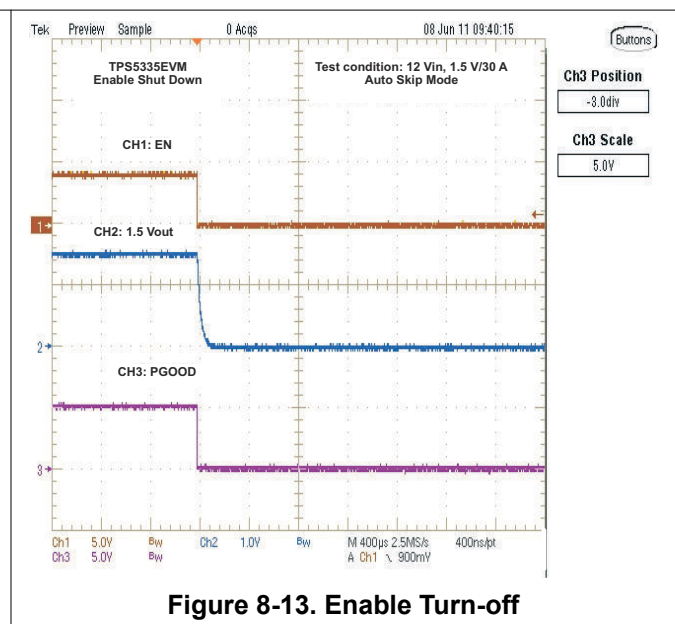 Tek Preview Sample 0 Acqs 08 Jun 11 09:40:15
Buttons
TPS5335EVM
Enable Shut Down
Test condition: 12 Vin, 1.5 V/30 A
Auto Skip Mode
Ch3 Position
-3.0div
Ch3 Scale
5.0V
CH1: EN
1
CH2: 1.5 Vout
2
CH3: PGOOD
3
Ch1 5.0V Bw Ch2 1.0V Bw M 400µs 2.5MS/s 400ns/pt
Ch3 5.0V Bw A Ch1 \ 900mV
Figure 8-13. Enable Turn-off